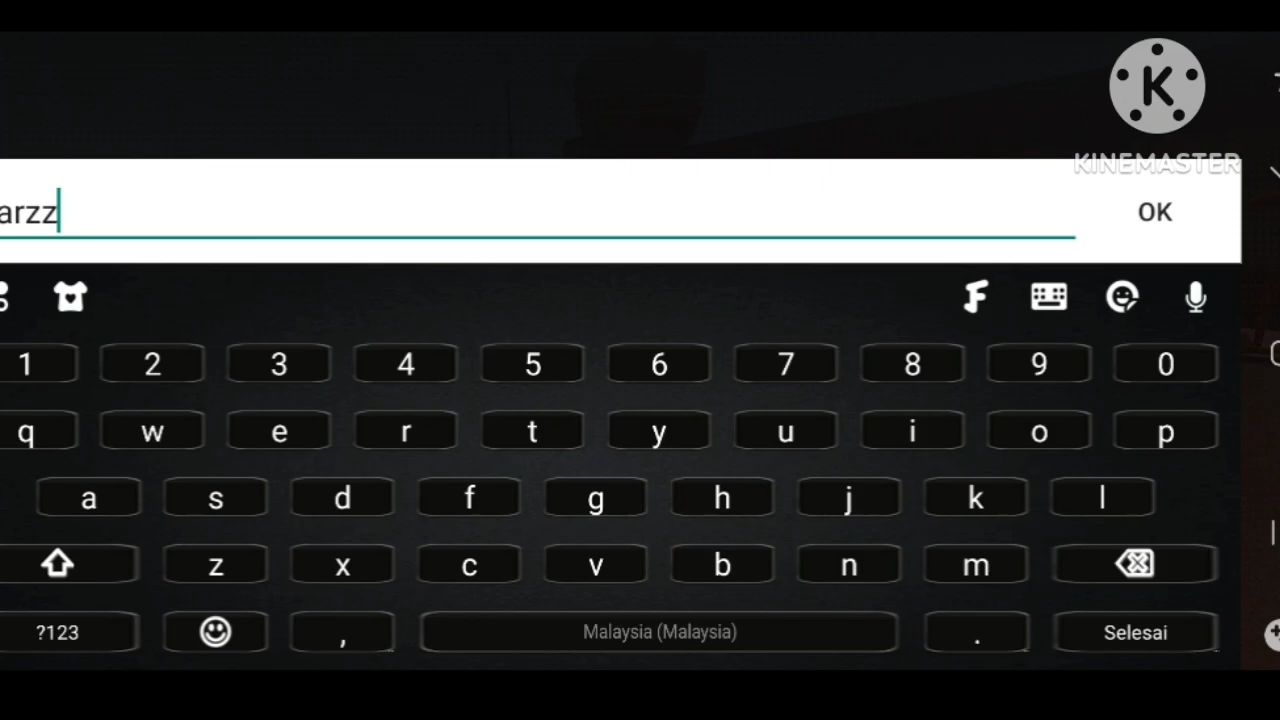 K
KINEMASTER
arzz
OK
1 2 3 4 5 6 7 8 9 0
q w e r t y u i o p
a s d f g h j k l
z x c v b n m
?123 , Malaysia (Malaysia) . Selesai